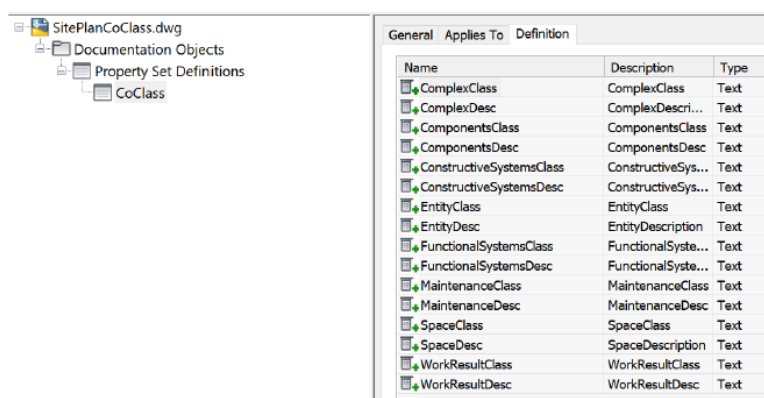 SitePlanCoClass.dwg
Documentation Objects
Property Set Definitions
CoClass
General Applies To Definition
Name Description Type
ComplexClass ComplexClass Text
ComplexDesc ComplexDescri... Text
ComponentsClass ComponentsClass Text
ComponentsDesc ComponentsDesc Text
ConstructiveSystemsClass ConstructiveSys... Text
ConstructiveSystemsDesc ConstructiveSys... Text
EntityClass EntityClass Text
EntityDesc EntityDescription Text
FunctionalSystemsClass FunctionalSyste... Text
FunctionalSystemsDesc FunctionalSyste... Text
MaintenanceClass MaintenanceClass Text
MaintenanceDesc MaintenanceDesc Text
SpaceClass SpaceClass Text
SpaceDesc SpaceDescription Text
WorkResultClass WorkResultClass Text
WorkResultDesc WorkResultDesc Text